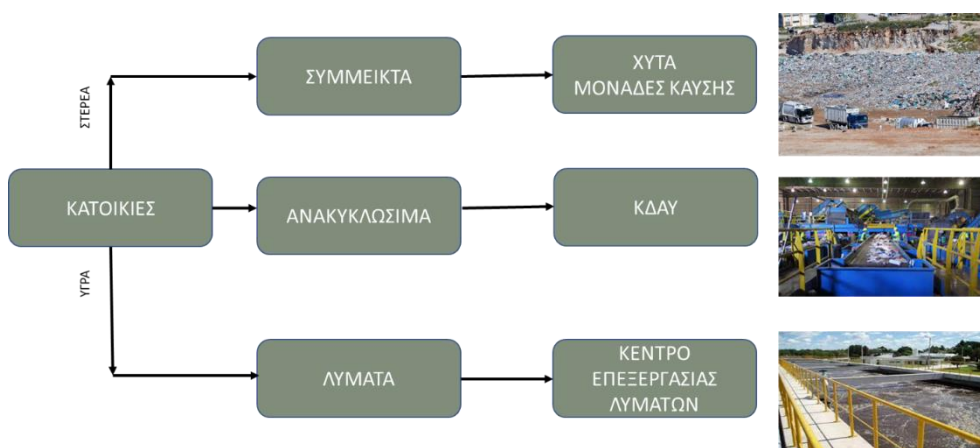 ΣΤΕΡΕΑ
ΣΥΜΜΕΙΚΤΑ
ΧΥΤΑ
ΜΟΝΑΔΕΣ ΚΑΥΣΗΣ
ΚΑΤΟΙΚΙΕΣ
ΑΝΑΚΥΚΛΩΣΙΜΑ
ΚΔΑΥ
ΥΓΡΑ
ΛΥΜΑΤΑ
ΚΕΝΤΡΟ
ΕΠΕΞΕΡΓΑΣΙΑΣ
ΛΥΜΑΤΩΝ